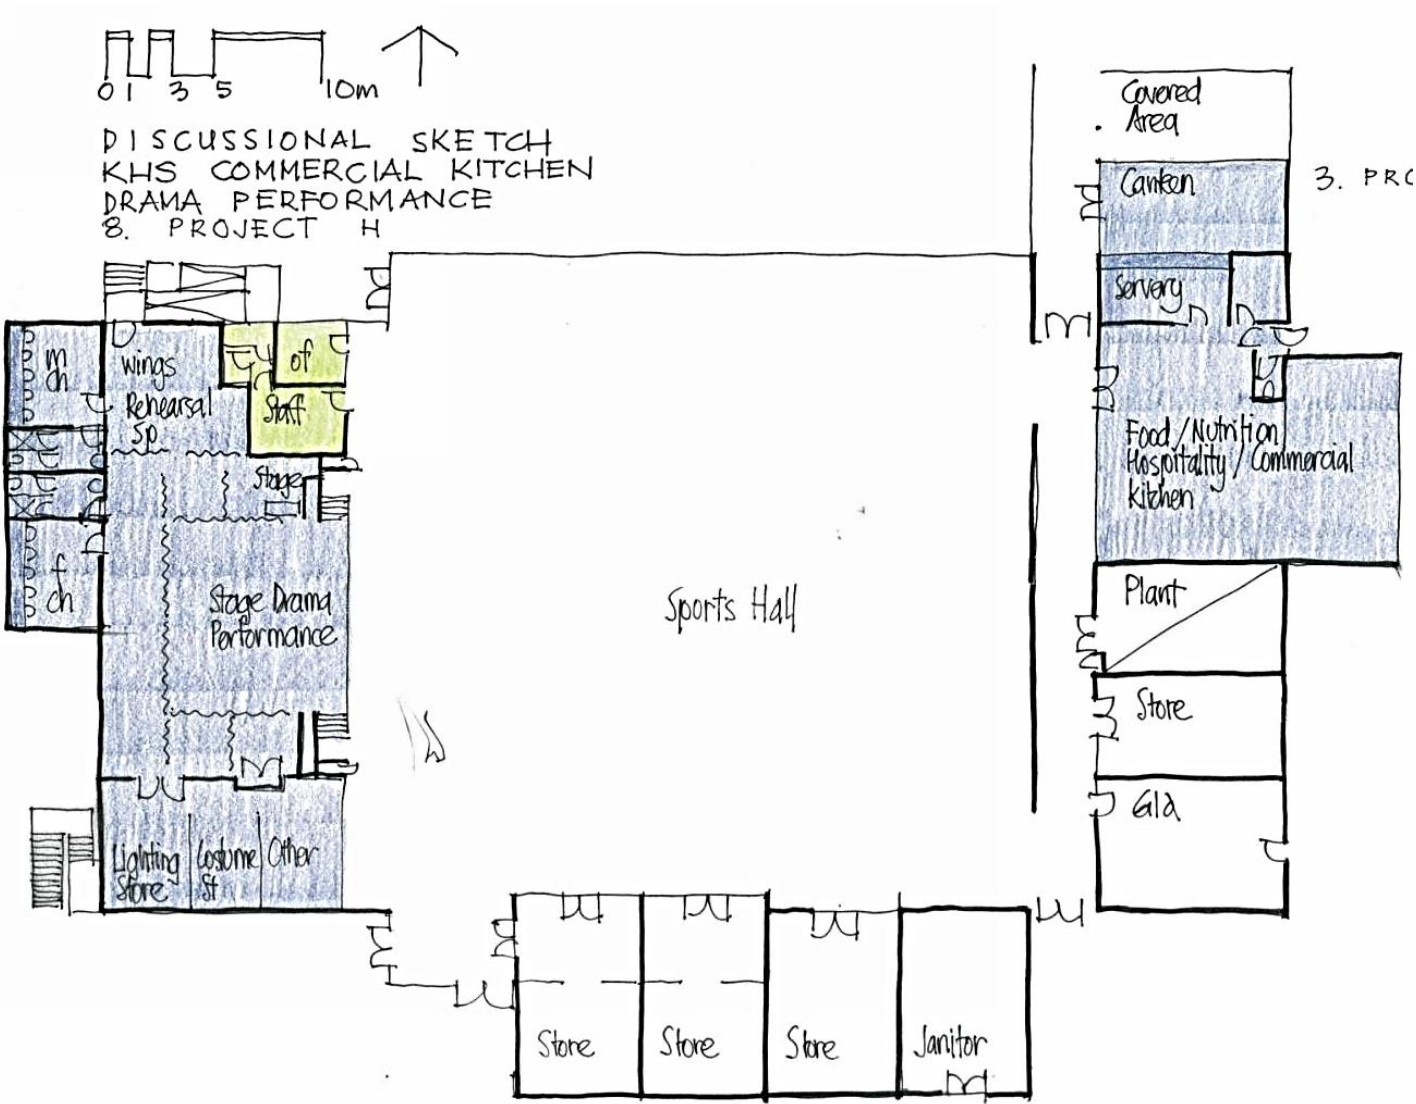 0 1 3 5 10m
DISCUSSIONAL SKETCH
KHS COMMERCIAL KITCHEN
DRAMA PERFORMANCE
8. PROJECT H
Covered
Area
Canteen
3. PRO
Servery
m
ch
wings
Rehearsal
Sp
of
Staff
Stage
Food/Nutrition
Hospitality/Commercial
Kitchen
f
ch
Stage Drama
Performance
Sports Hall
Plant
Store
Gla
Lighting
Store
Costume
St
Other
Store
Store
Store
Janitor